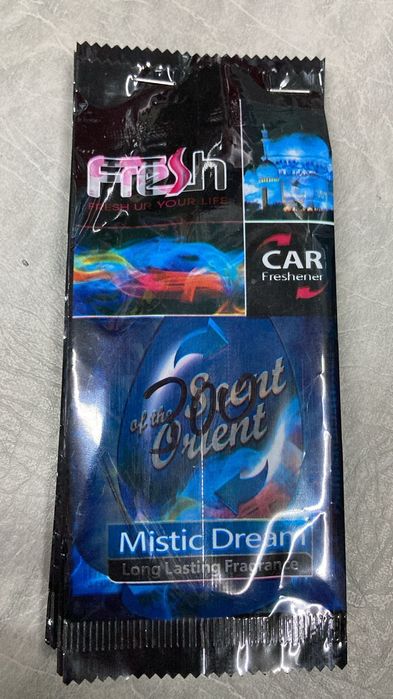 Fresh
FRESH UP YOUR LIFE
CAR
Freshener
Scent
of the
Orient
Mistic Dream
Long Lasting Fragrance